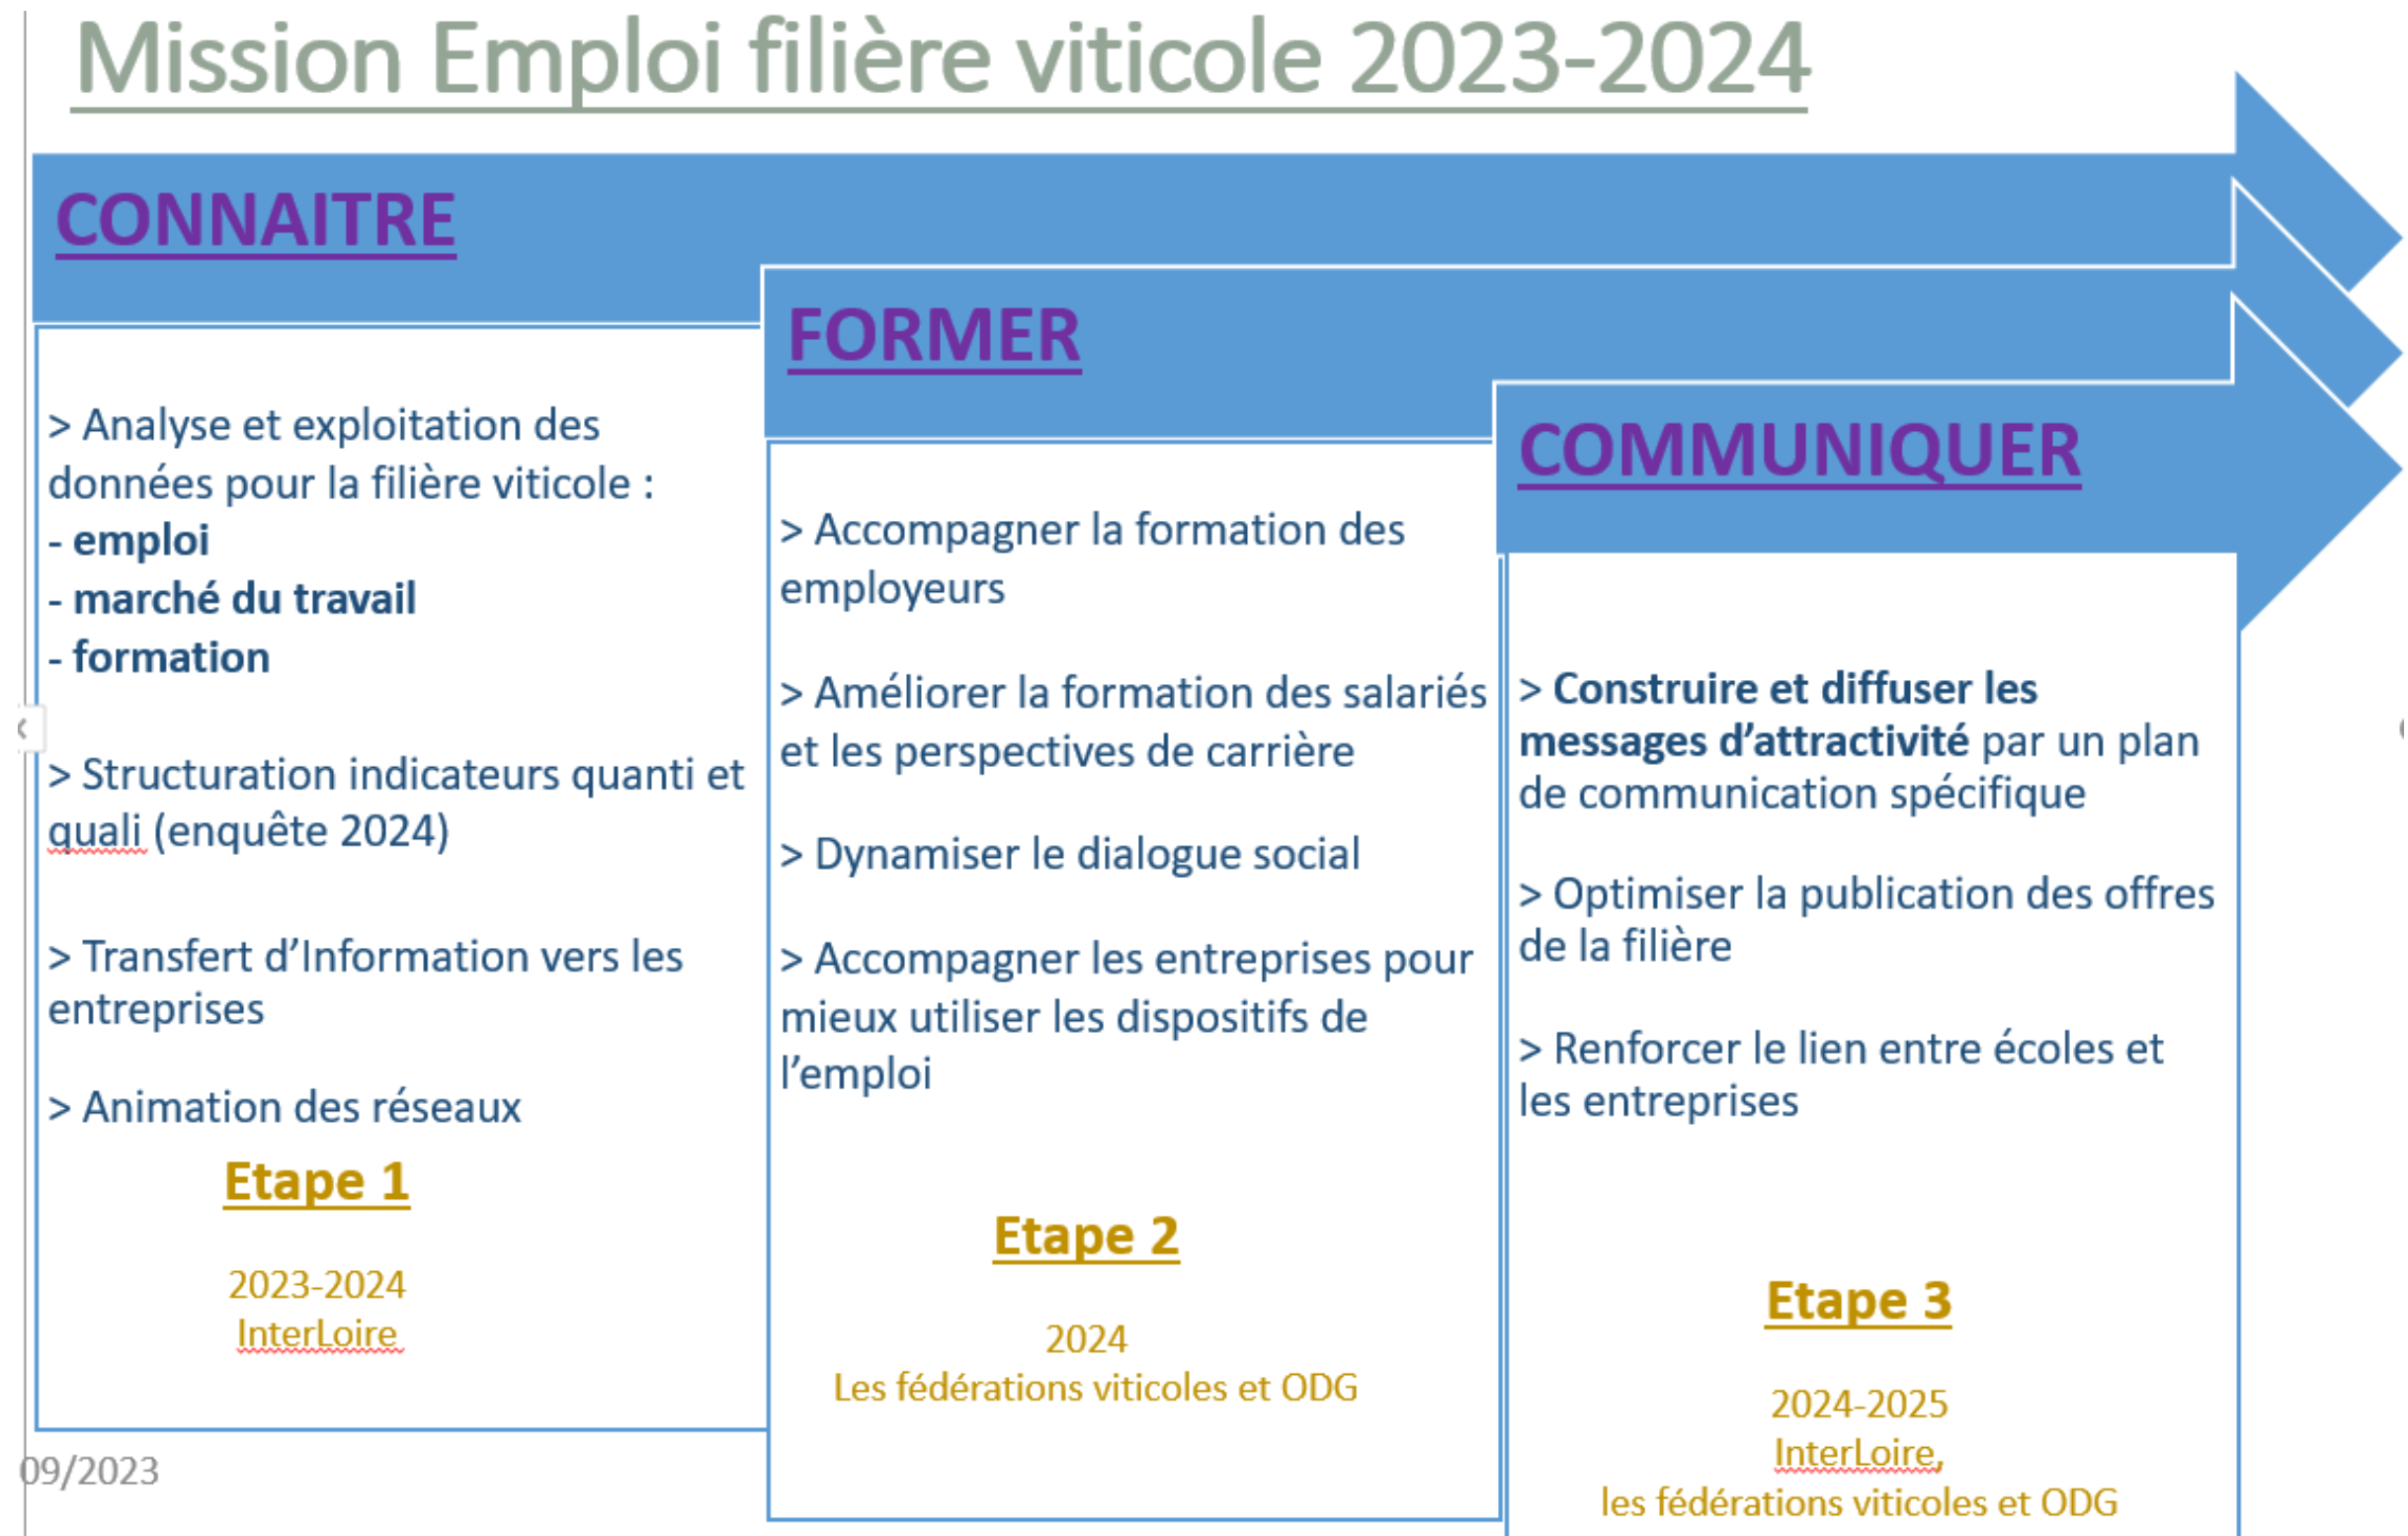 Mission Emploi filière viticole 2023-2024
CONNAITRE
> Analyse et exploitation des
données pour la filière viticole :
- emploi
- marché du travail
- formation
> Structuration indicateurs quanti et
quali (enquête 2024)
> Transfert d’Information vers les
entreprises
> Animation des réseaux
Etape 1
2023-2024
InterLoire
FORMER
> Accompagner la formation des
employeurs
> Améliorer la formation des salariés
et les perspectives de carrière
> Dynamiser le dialogue social
> Accompagner les entreprises pour
mieux utiliser les dispositifs de
l’emploi
Etape 2
2024
Les fédérations viticoles et ODG
COMMUNIQUER
> Construire et diffuser les
messages d’attractivité par un plan
de communication spécifique
> Optimiser la publication des offres
de la filière
> Renforcer le lien entre écoles et
les entreprises
Etape 3
2024-2025
InterLoire,
les fédérations viticoles et ODG
09/2023